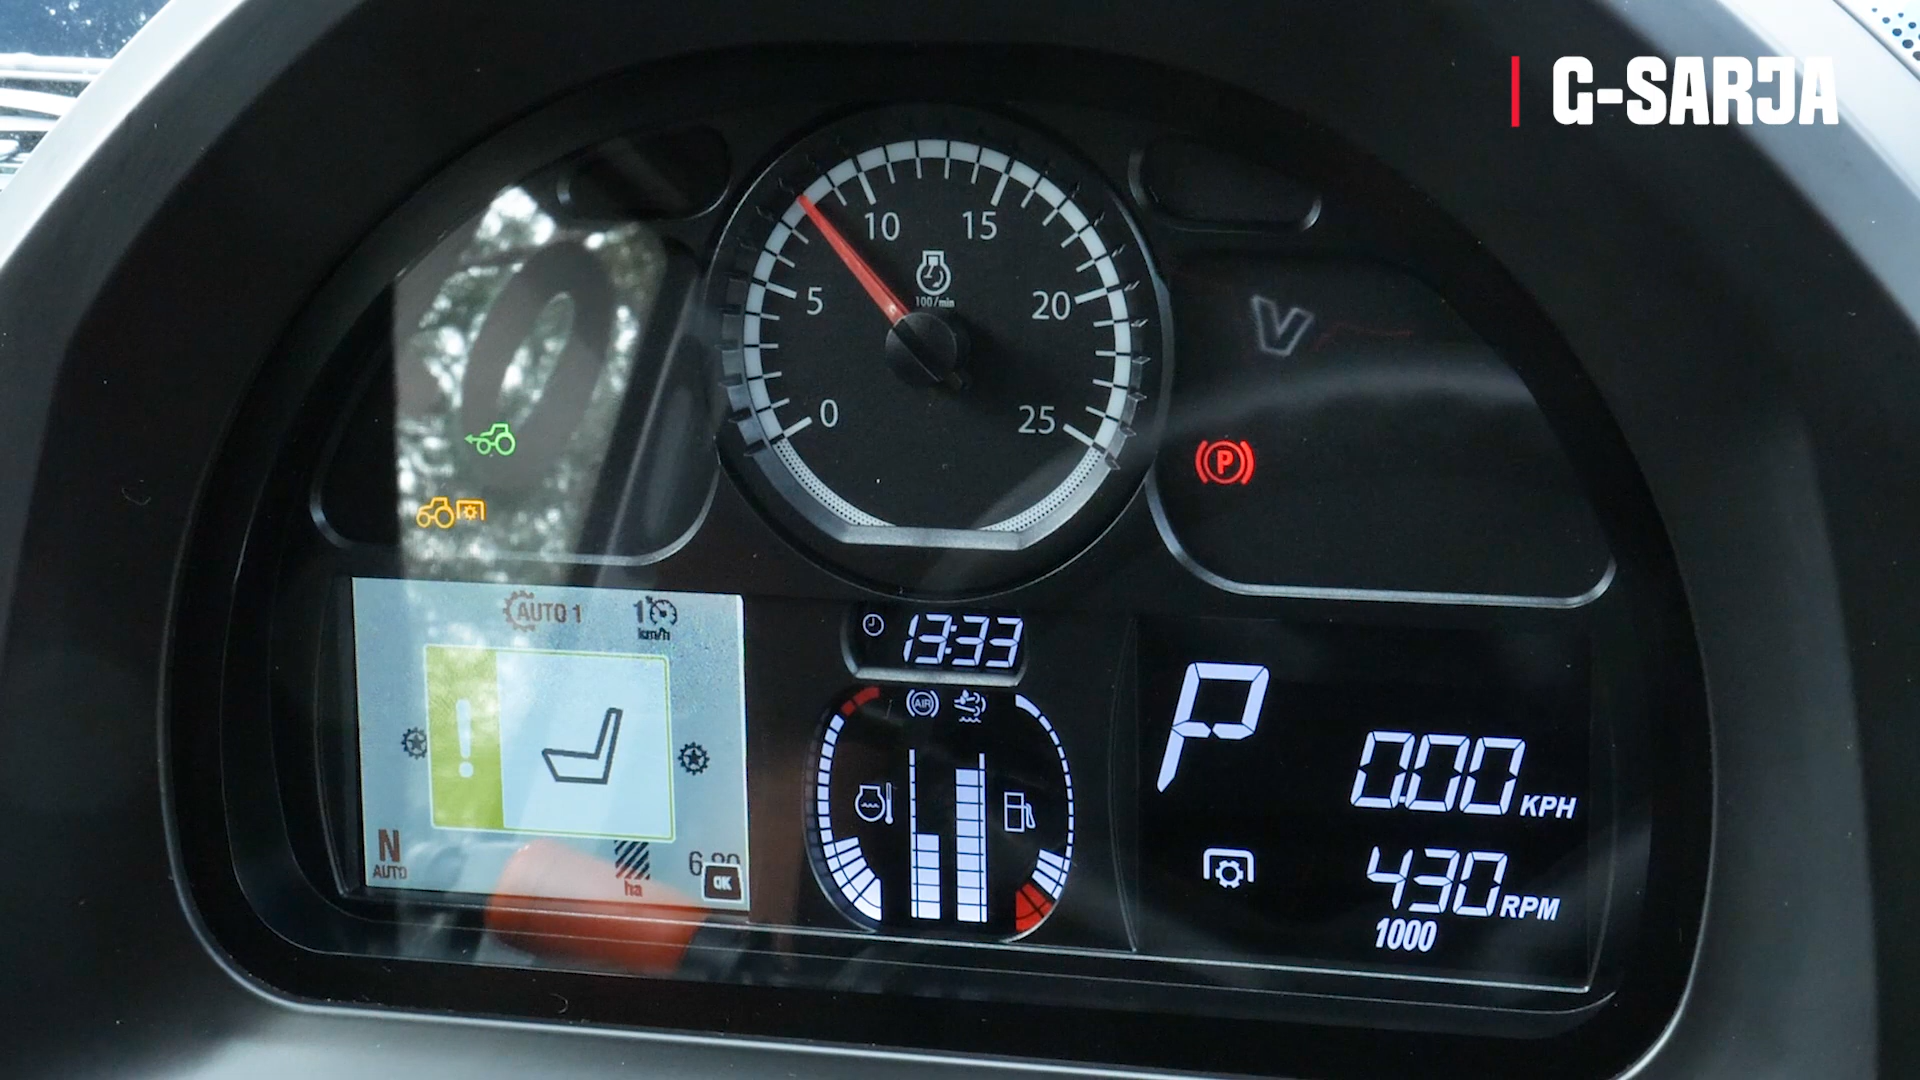 G-SARJA
10 15
5 20
100/min
0 25
V
P
AUTO 1
1
km/h
13:33
AIR
P
!
0.00 KPH
N
AUTO
ha
OK
430 RPM
1000